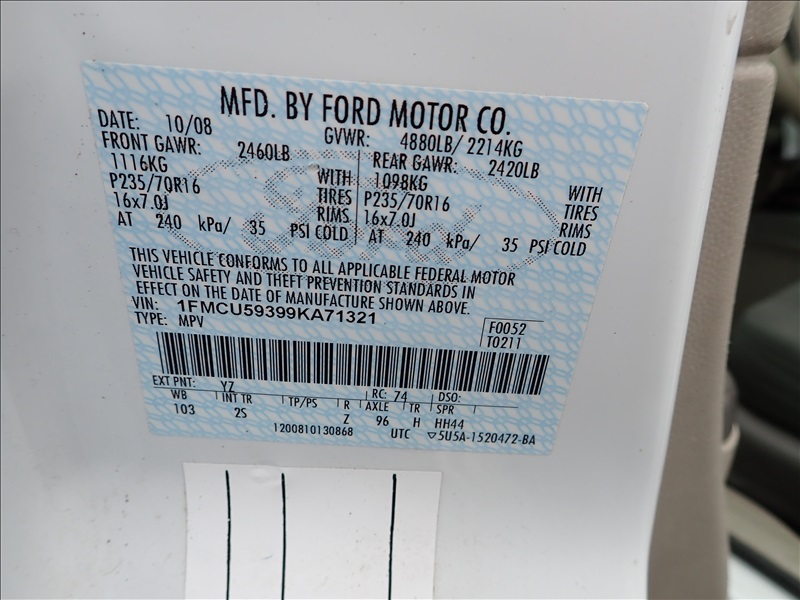 MFD. BY FORD MOTOR CO.
DATE: 10/08 GVWR: 4880LB/ 2214KG
FRONT GAWR: 2460LB REAR GAWR: 2420LB
1116KG WITH 1098KG WITH
P235/70R16 TIRES P235/70R16 TIRES
16x7.0J RIMS 16x7.0J RIMS
AT 240 kPa/ 35 PSI COLD AT 240 kPa/ 35 PSI COLD
THIS VEHICLE CONFORMS TO ALL APPLICABLE FEDERAL MOTOR
VEHICLE SAFETY AND THEFT PREVENTION STANDARDS IN
EFFECT ON THE DATE OF MANUFACTURE SHOWN ABOVE.
VIN: 1FMCU59399KA71321
TYPE: MPV
F0052
T0211
EXT PNT: YZ RC: 74 DSO:
WB INT TR TP/PS R AXLE TR SPR
103 2S Z 96 H HH44
1200810130868 UTC ▽5U5A-1520472-BA